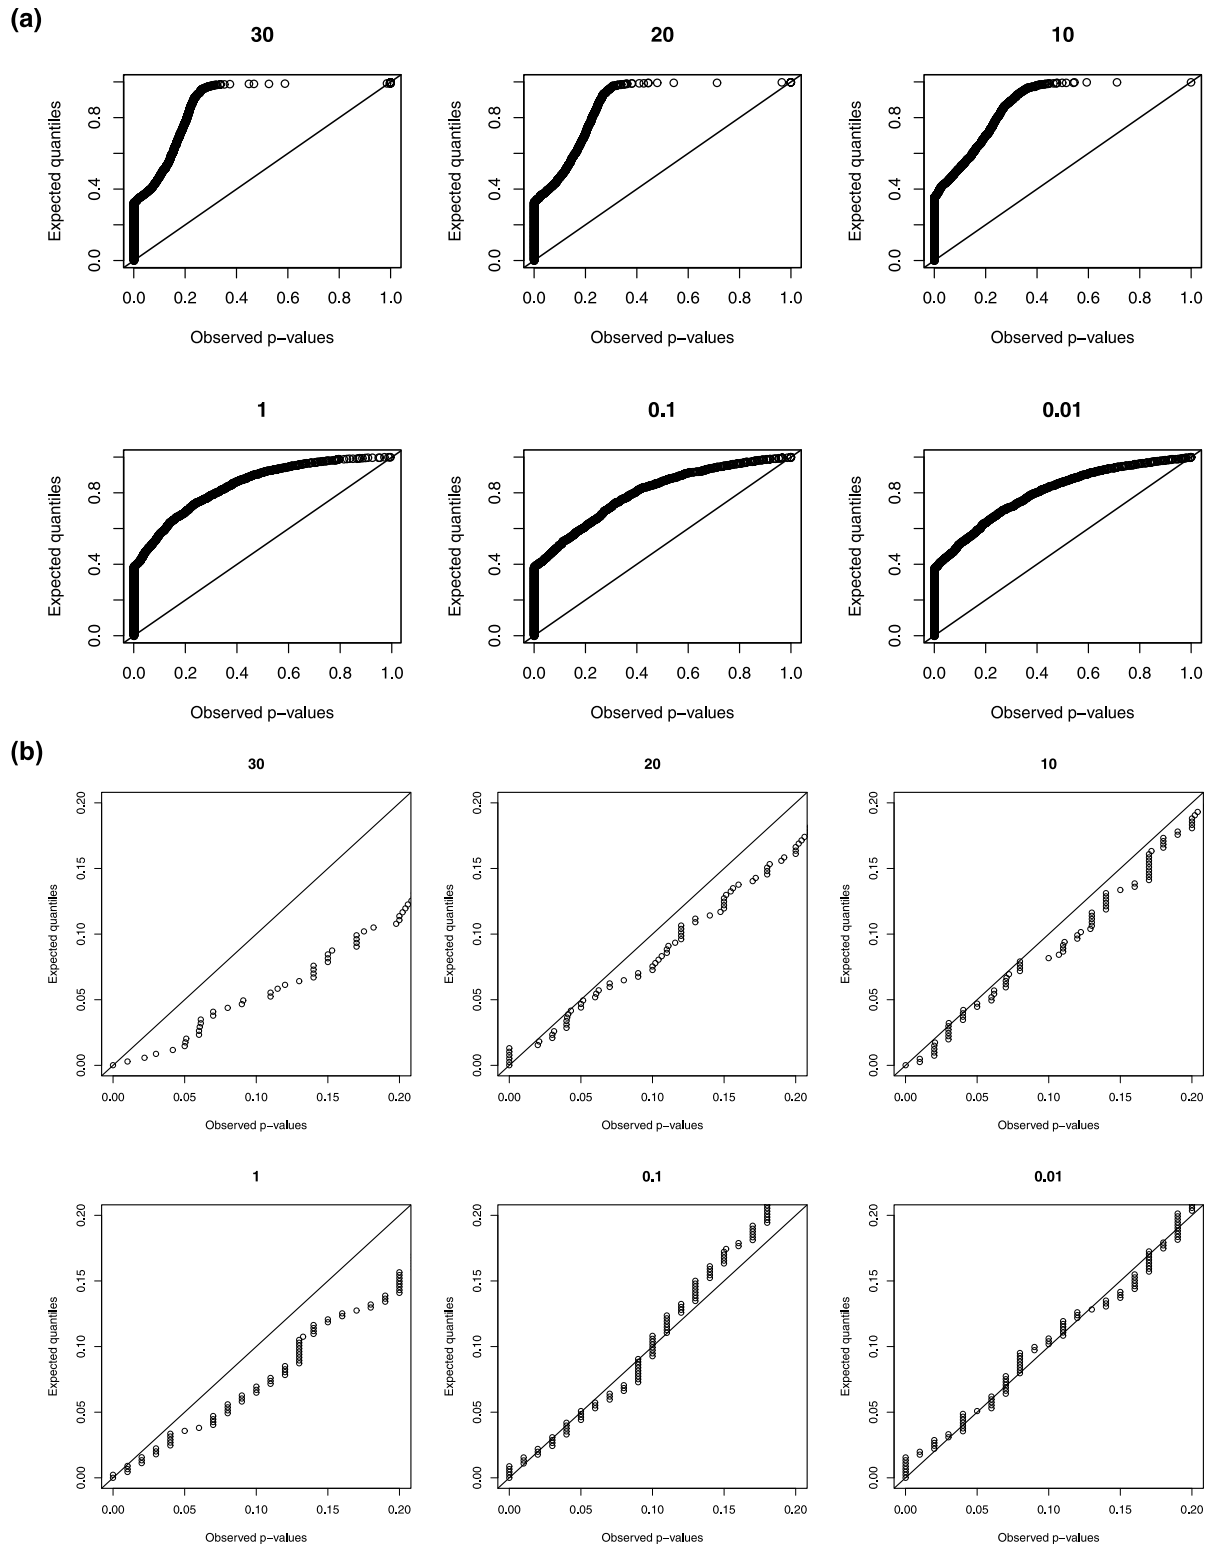 (a)
30 20 10
Expected quantiles Expected quantiles Expected quantiles
0.8 0.8 0.8
0.4 0.4 0.4
0.0 0.0 0.0
0.0 0.2 0.4 0.6 0.8 1.0 0.0 0.2 0.4 0.6 0.8 1.0 0.0 0.2 0.4 0.6 0.8 1.0
Observed p−values Observed p−values Observed p−values
1 0.1 0.01
Expected quantiles Expected quantiles Expected quantiles
0.8 0.8 0.8
0.4 0.4 0.4
0.0 0.0 0.0
0.0 0.2 0.4 0.6 0.8 1.0 0.0 0.2 0.4 0.6 0.8 1.0 0.0 0.2 0.4 0.6 0.8 1.0
Observed p−values Observed p−values Observed p−values
(b)
30 20 10
Expected quantiles Expected quantiles Expected quantiles
0.20 0.20 0.20
0.15 0.15 0.15
0.10 0.10 0.10
0.05 0.05 0.05
0.00 0.00 0.00
0.00 0.05 0.10 0.15 0.20 0.00 0.05 0.10 0.15 0.20 0.00 0.05 0.10 0.15 0.20
Observed p−values Observed p−values Observed p−values
1 0.1 0.01
Expected quantiles Expected quantiles Expected quantiles
0.20 0.20 0.20
0.15 0.15 0.15
0.10 0.10 0.10
0.05 0.05 0.05
0.00 0.00 0.00
0.00 0.05 0.10 0.15 0.20 0.00 0.05 0.10 0.15 0.20 0.00 0.05 0.10 0.15 0.20
Observed p−values Observed p−values Observed p−values